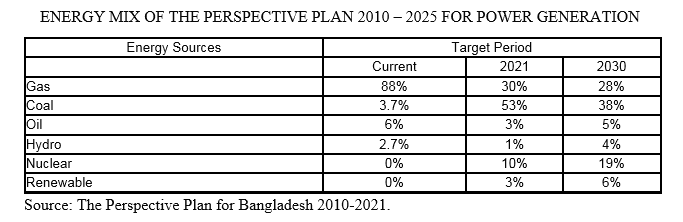 ENERGY MIX OF THE PERSPECTIVE PLAN 2010 – 2025 FOR POWER GENERATION
Energy Sources Target Period
Current 2021 2030
Gas 88% 30% 28%
Coal 3.7% 53% 38%
Oil 6% 3% 5%
Hydro 2.7% 1% 4%
Nuclear 0% 10% 19%
Renewable 0% 3% 6%
Source: The Perspective Plan for Bangladesh 2010-2021.